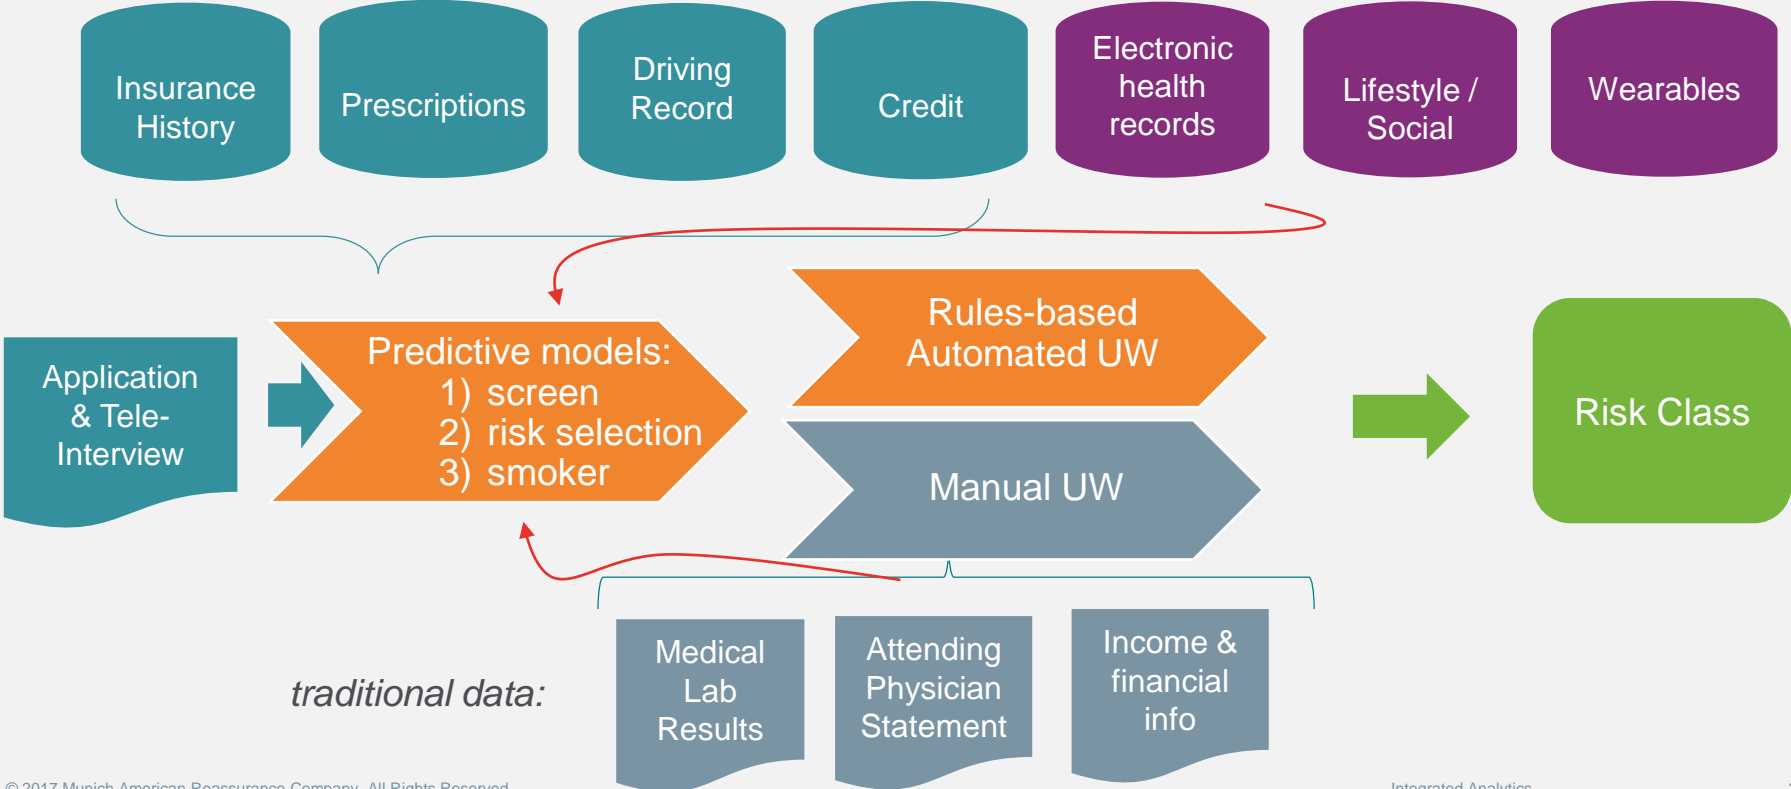 Insurance
History
Prescriptions
Driving
Record
Credit
Electronic
health
records
Lifestyle /
Social
Wearables
Application
& Tele-
Interview
Predictive models:
1) screen
2) risk selection
3) smoker
Rules-based
Automated UW
Manual UW
Risk Class
traditional data:
Medical
Lab
Results
Attending
Physician
Statement
Income &
financial
info
© 2017 Munich American Reassurance Company. All Rights Reserved
Integrated Analytics